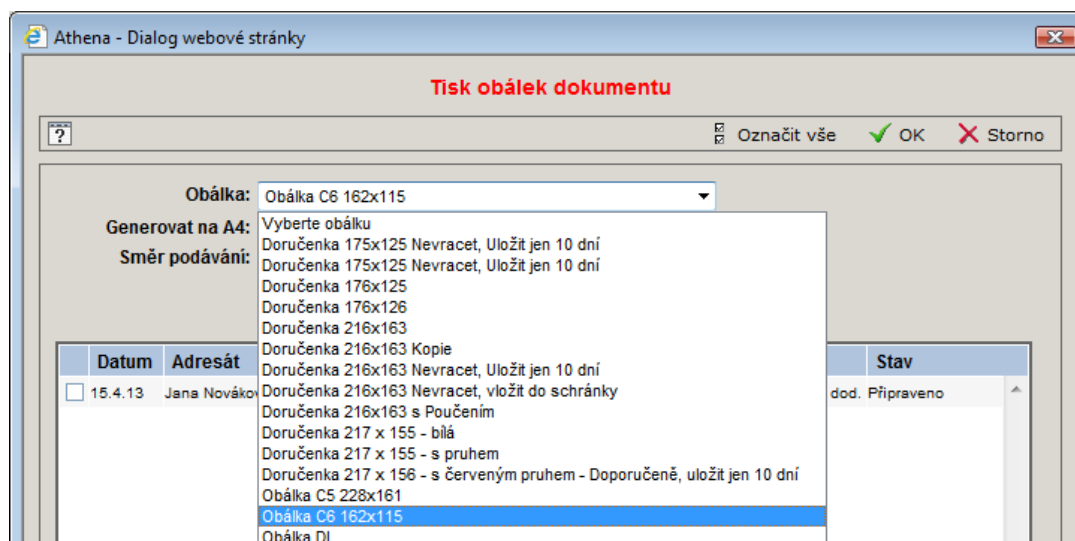 Athena - Dialog webové stránky
Tisk obálek dokumentu
? Označit vše OK Storno
Obálka: Obálka C6 162x115
Generovat na A4:
Směr podávání:
Vyberte obálku
Doručenka 175x125 Nevracet, Uložit jen 10 dní
Doručenka 175x125 Nevracet, Uložit jen 10 dní
Doručenka 176x125
Doručenka 176x126
Doručenka 216x163
Doručenka 216x163 Kopie
Doručenka 216x163 Nevracet, Uložit jen 10 dní
Doručenka 216x163 Nevracet, vložit do schránky
Doručenka 216x163 s Poučením
Doručenka 217 x 155 - bílá
Doručenka 217 x 155 - s pruhem
Doručenka 217 x 156 - s červeným pruhem - Doporučeně, uložit jen 10 dní
Obálka C5 228x161
Obálka C6 162x115
Obálka DL
Datum Adresát Stav
15.4.13 Jana Novákov dod. Připraveno